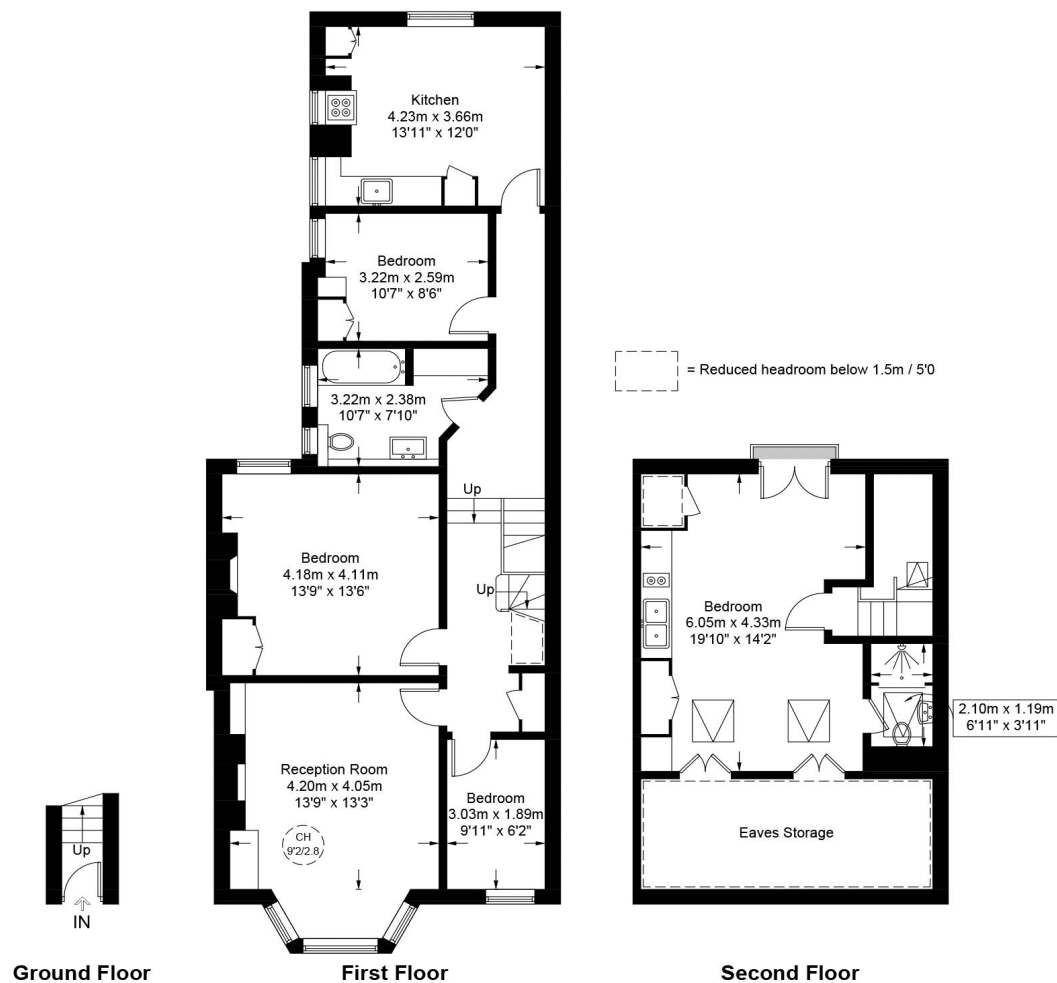 Kitchen
4.23m x 3.66m
13'11" x 12'0"
Bedroom
3.22m x 2.59m
10'7" x 8'6"
3.22m x 2.38m
10'7" x 7'10"
Up
Bedroom
4.18m x 4.11m
13'9" x 13'6"
Up
Reception Room
4.20m x 4.05m
13'9" x 13'3"
CH
9'2/2.8
Bedroom
3.03m x 1.89m
9'11" x 6'2"
= Reduced headroom below 1.5m / 5'0
Bedroom
6.05m x 4.33m
19'10" x 14'2"
2.10m x 1.19m
6'11" x 3'11"
Eaves Storage
Up
IN
Ground Floor
First Floor
Second Floor